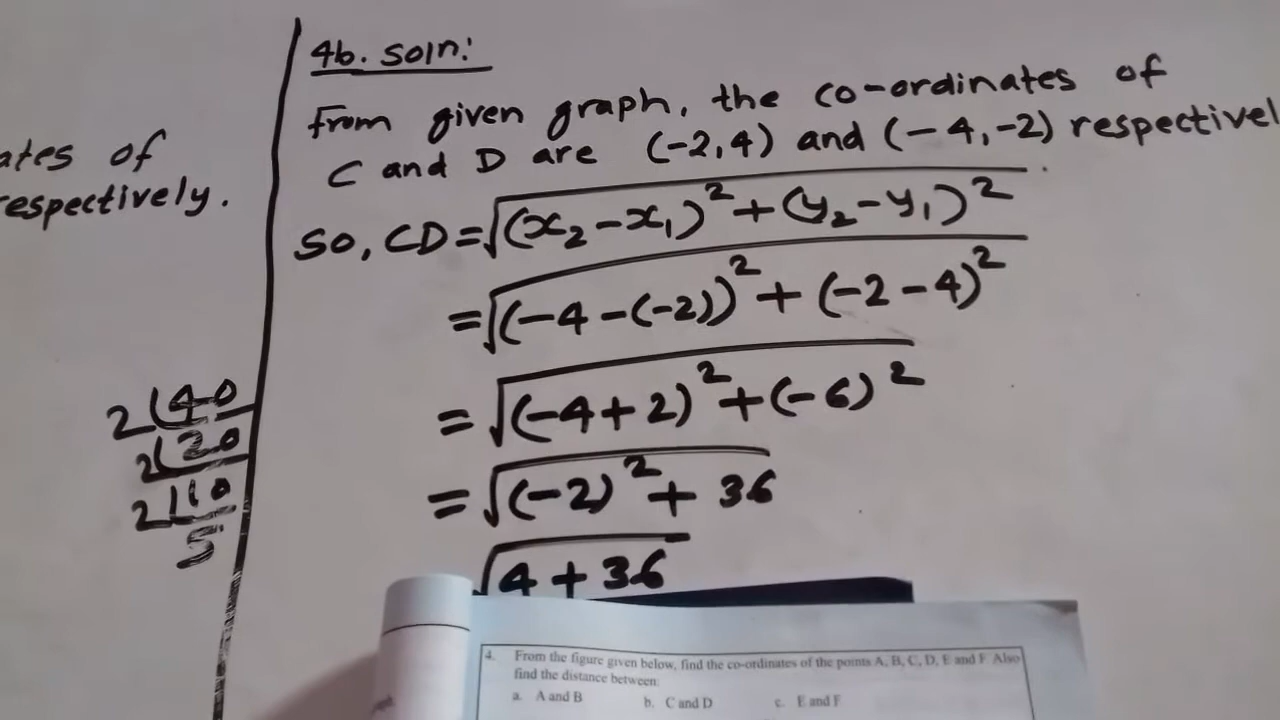 ates of
espectively.
2 40
2 20
2 10
5
4b. Soln:
From given graph, the co-ordinates of
C and D are (-2,4) and (-4,-2) respectivel
So, CD=√(x₂-x₁)²+(y₂-y₁)²
=√(-4-(-2))²+(-2-4)²
=√(-4+2)²+(-6)²
=√(-2)²+36
√4+36
4. From the figure given below, find the co-ordinates of the points A, B, C, D, E and F. Also
find the distance between:
a. A and B b. C and D c. E and F